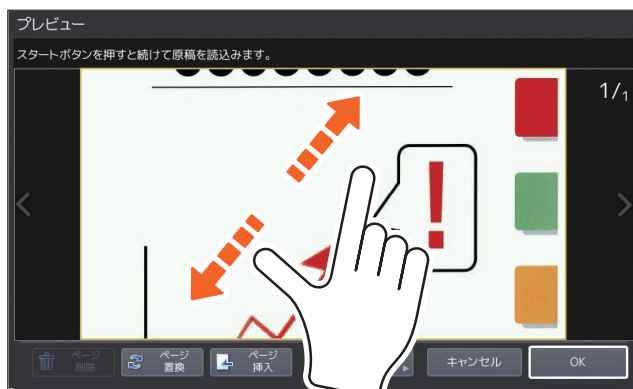 プレビュー
スタートボタンを押すと続けて原稿を読込みます。
1/1
!
ページ
削除
ページ
置換
ページ
挿入
キャンセル
OK